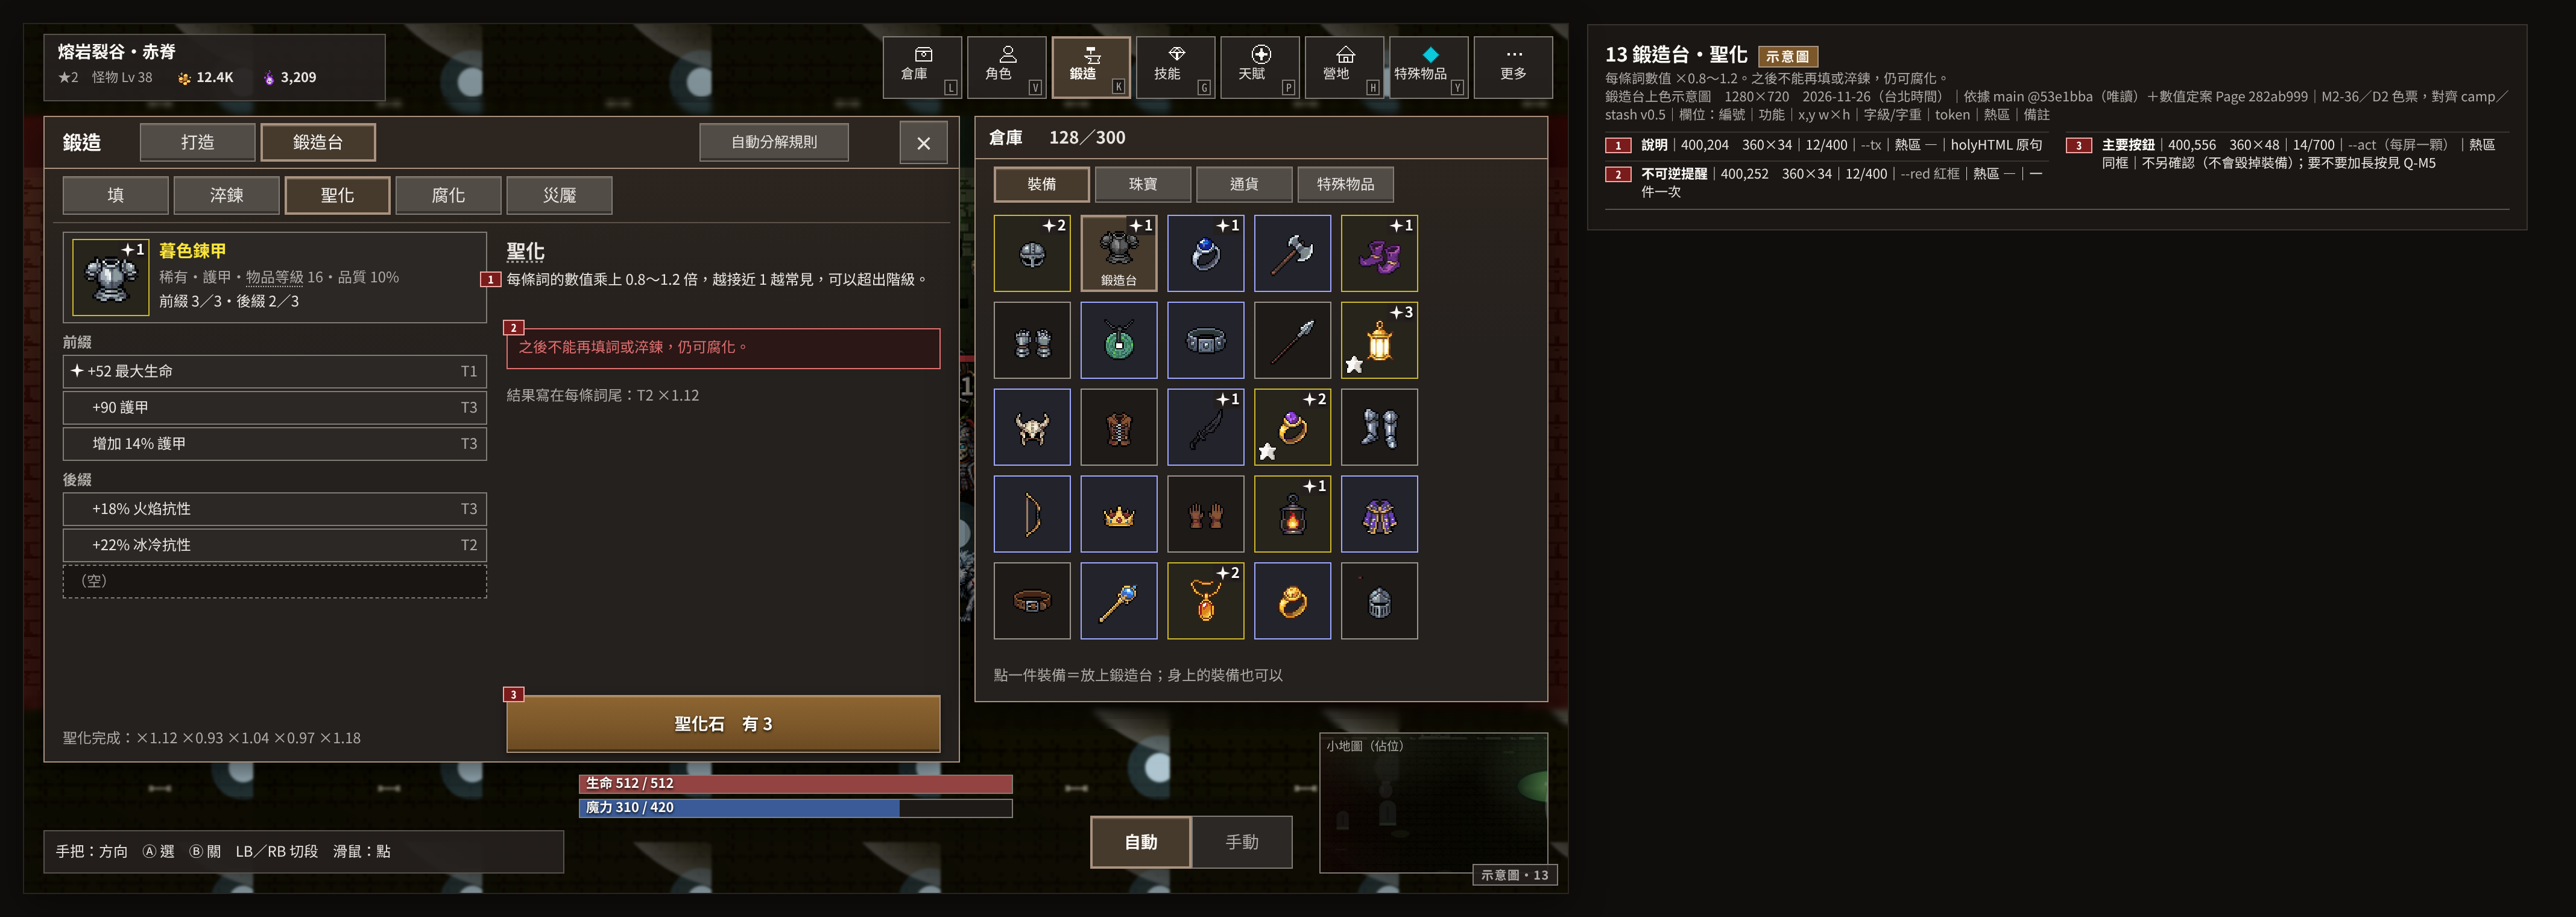 熔岩裂谷・赤脊
★2 怪物 Lv 38 12.4K 3,209
倉庫 L
角色 V
鍛造 K
技能 G
天賦 P
營地 H
特殊物品 Y
更多
鍛造 打造 鍛造台 自動分解規則 ×
填 淬鍊 聖化 腐化 災魘
+1 暮色鍊甲
稀有・護甲・物品等級 16・品質 10%
前綴 3／3・後綴 2／3
前綴
+52 最大生命 T1
+90 護甲 T3
增加 14% 護甲 T3
後綴
+18% 火焰抗性 T3
+22% 冰冷抗性 T2
（空）
聖化完成：×1.12 ×0.93 ×1.04 ×0.97 ×1.18
聖化
1 每條詞的數值乘上 0.8～1.2 倍，越接近 1 越常見，可以超出階級。
2
之後不能再填詞或淬鍊，仍可腐化。
結果寫在每條詞尾：T2 ×1.12
3
聖化石 有 3
倉庫 128／300
裝備 珠寶 通貨 特殊物品
2 1 1 1
鍛造台
3
1 2
1
2
點一件裝備＝放上鍛造台；身上的裝備也可以
生命 512 / 512
魔力 310 / 420
手把：方向 Ⓐ 選 Ⓑ 關 LB／RB 切段 滑鼠：點
自動 手動
小地圖（佔位）
示意圖・13
13 鍛造台・聖化 示意圖
每條詞數值 ×0.8～1.2。之後不能再填或淬鍊，仍可腐化。
鍛造台上色示意圖 1280×720 2026-11-26（台北時間）｜依據 main @53e1bba（唯讀）＋數值定案 Page 282ab999｜M2-36／D2 色票，對齊 camp／
stash v0.5｜欄位：編號｜功能｜x,y w×h｜字級/字重｜token｜熱區｜備註
1 說明｜400,204 360×34｜12/400｜--tx｜熱區 —｜holyHTML 原句
2 不可逆提醒｜400,252 360×34｜12/400｜--red 紅框｜熱區 —｜一
件一次
3 主要按鈕｜400,556 360×48｜14/700｜--act（每屏一顆）｜熱區
同框｜不另確認（不會毀掉裝備）；要不要加長按見 Q-M5